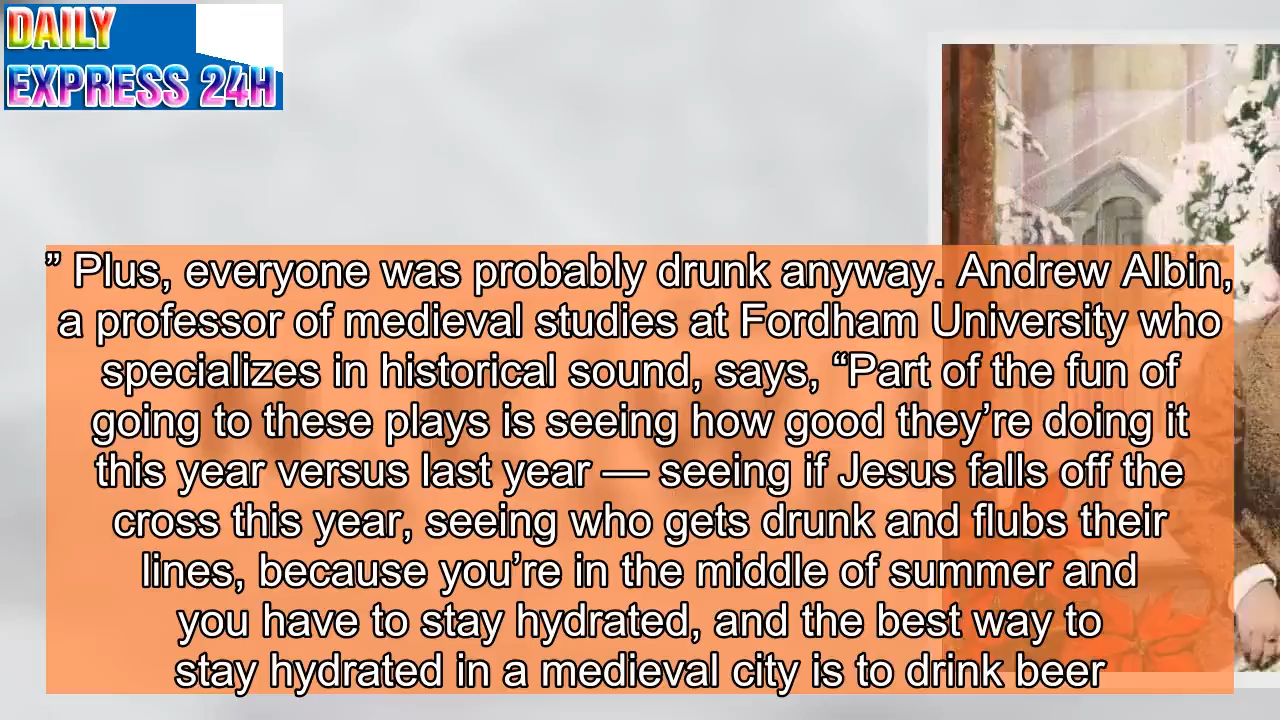 DAILY
EXPRESS 24H
” Plus, everyone was probably drunk anyway. Andrew Albin,
a professor of medieval studies at Fordham University who
specializes in historical sound, says, “Part of the fun of
going to these plays is seeing how good they’re doing it
this year versus last year — seeing if Jesus falls off the
cross this year, seeing who gets drunk and flubs their
lines, because you’re in the middle of summer and
you have to stay hydrated, and the best way to
stay hydrated in a medieval city is to drink beer